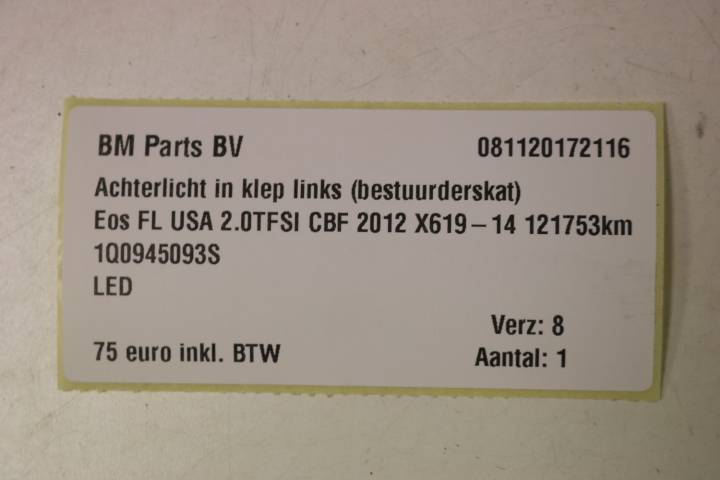 BM Parts BV 081120172116
Achterlicht in klep links (bestuurderskat)
Eos FL USA 2.0TFSI CBF 2012 X619-14 121753km
1Q0945093S
LED
Verz: 8
75 euro inkl. BTW Aantal: 1